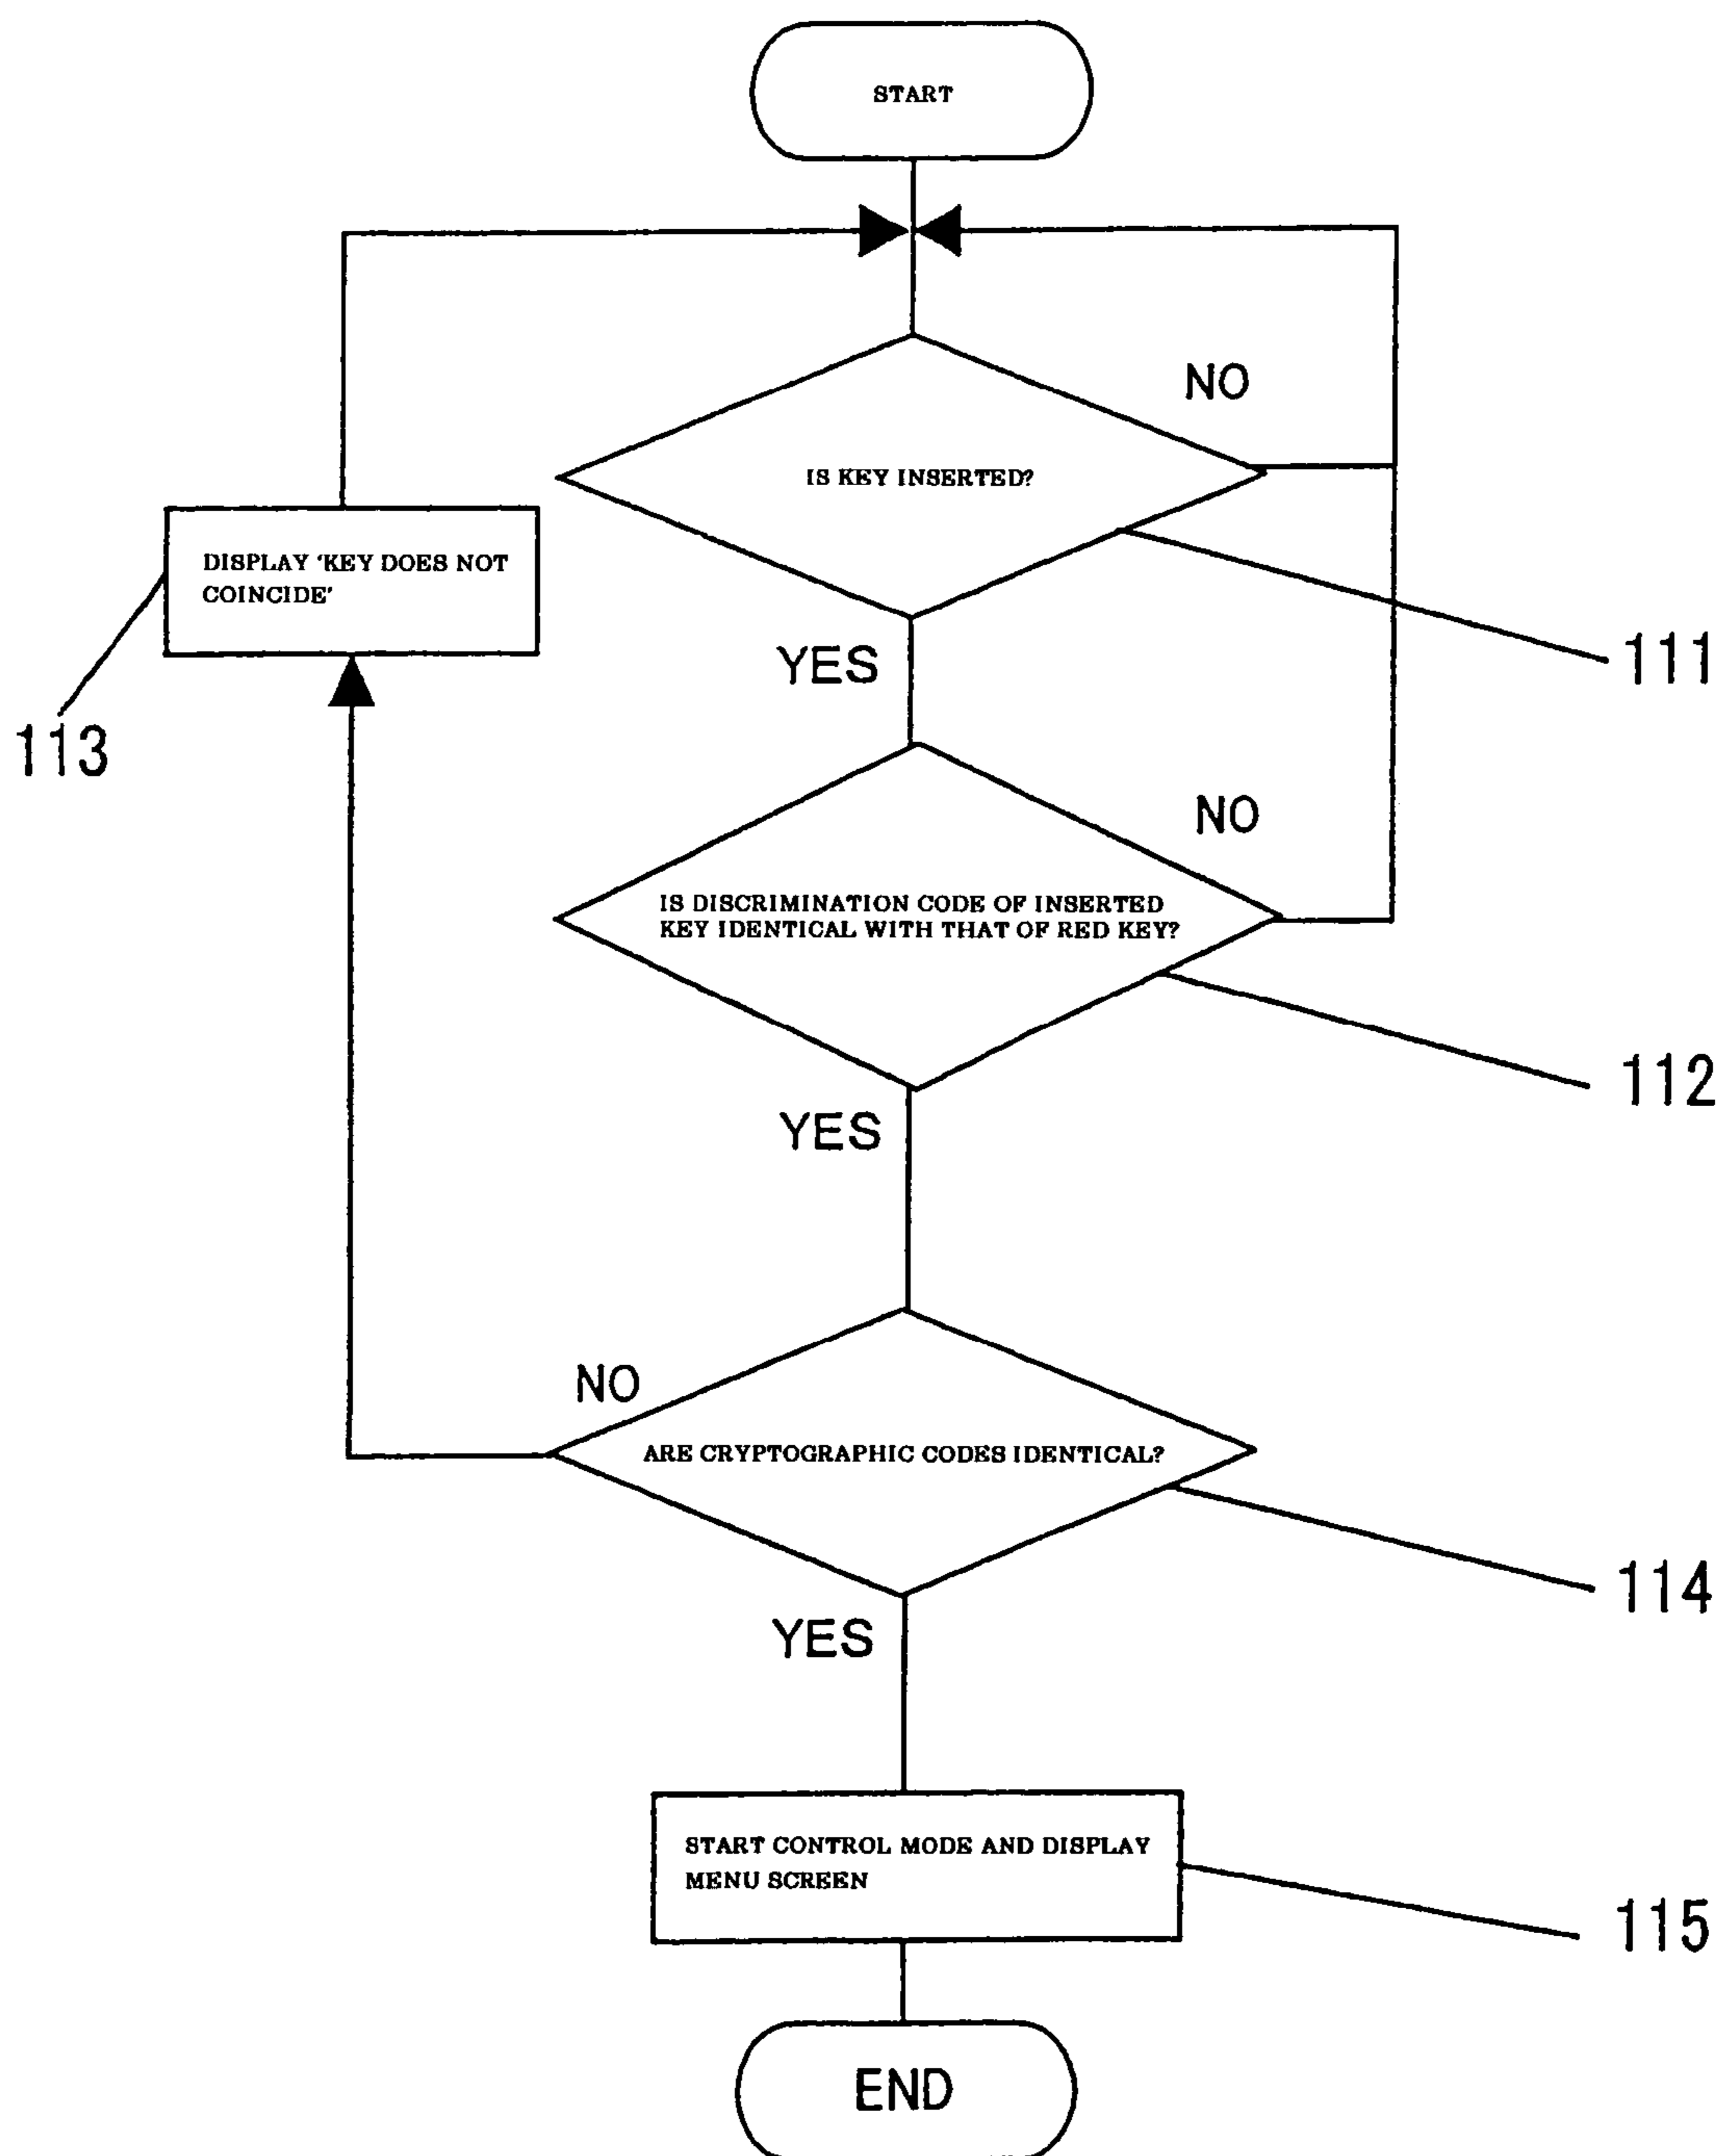 START
NO
IS KEY INSERTED?
DISPLAY 'KEY DOES NOT
COINCIDE'
YES
111
113
NO
IS DISCRIMINATION CODE OF INSERTED
KEY IDENTICAL WITH THAT OF RED KEY?
112
YES
NO
ARE CRYPTOGRAPHIC CODES IDENTICAL?
114
YES
START CONTROL MODE AND DISPLAY
MENU SCREEN
115
END